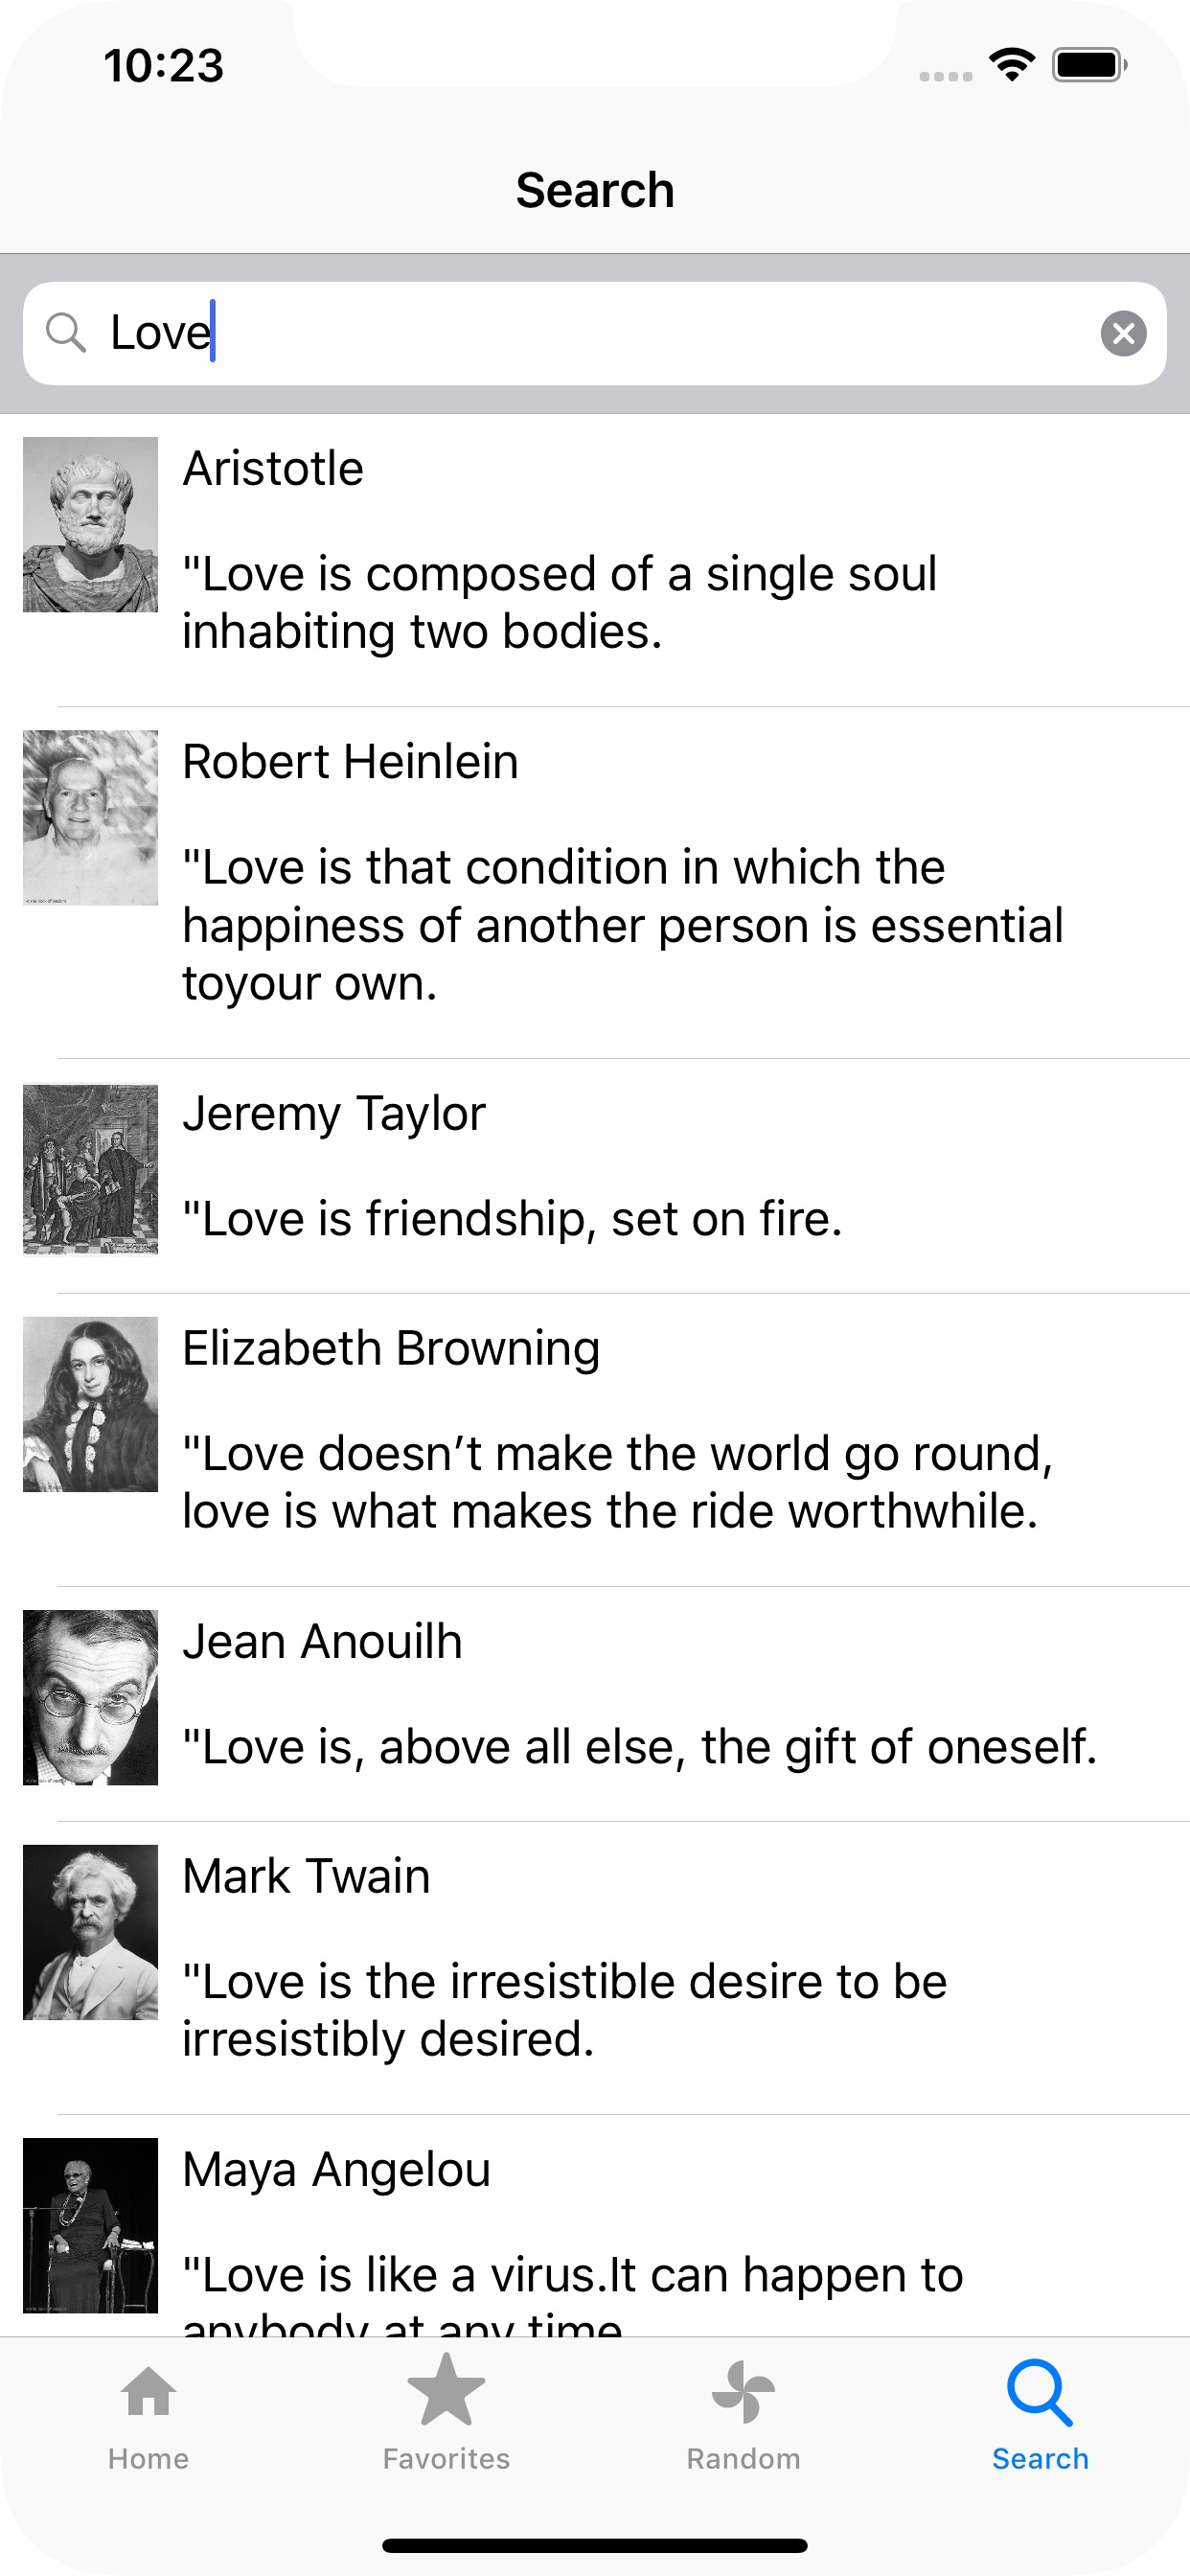 10:23
Search
Love
Aristotle
"Love is composed of a single soul
inhabiting two bodies.
Robert Heinlein
"Love is that condition in which the
happiness of another person is essential
toyour own.
Jeremy Taylor
"Love is friendship, set on fire.
Elizabeth Browning
"Love doesn’t make the world go round,
love is what makes the ride worthwhile.
Jean Anouilh
"Love is, above all else, the gift of oneself.
Mark Twain
"Love is the irresistible desire to be
irresistibly desired.
Maya Angelou
"Love is like a virus.It can happen to
anybody at any time
Home
Favorites
Random
Search